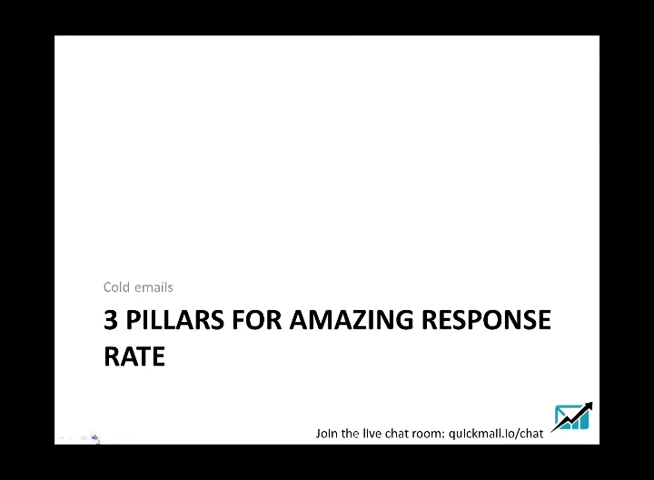 Cold emails
3 PILLARS FOR AMAZING RESPONSE
RATE
Join the live chat room: quickmail.io/chat